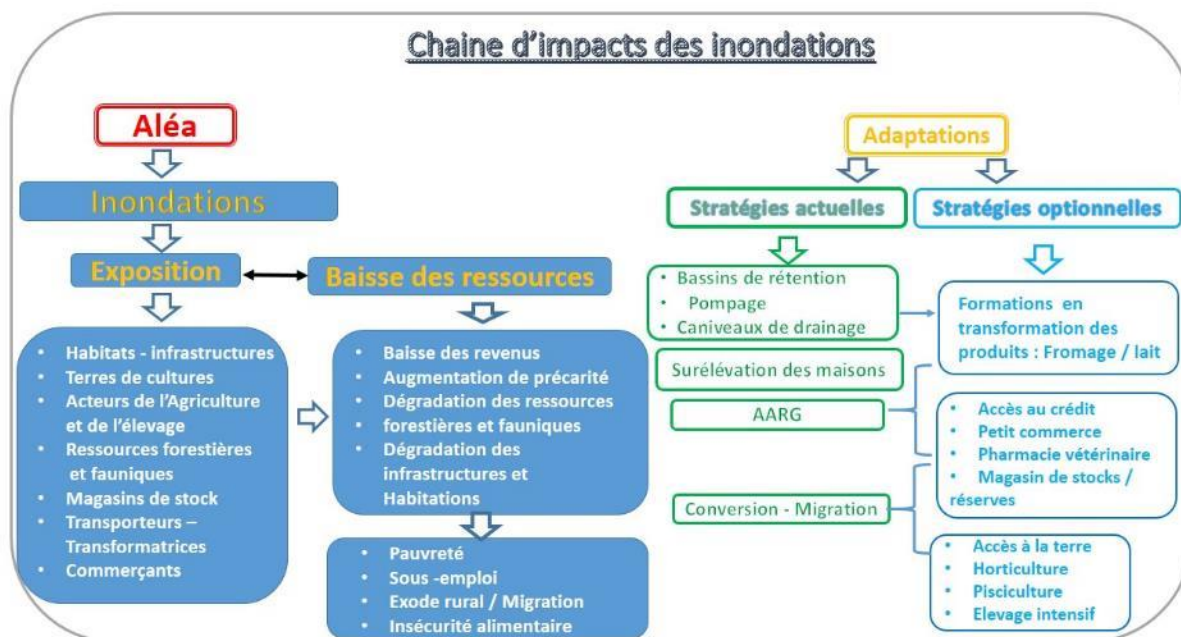 Chaine d'impacts des inondations
Aléa
Inondations
Exposition
Baisse des ressources
• Habitats - infrastructures
• Terres de cultures
• Acteurs de l'Agriculture
et de l'élevage
• Ressources forestières
et fauniques
• Magasins de stock
• Transporteurs –
Transformatrices
• Commerçants
• Baisse des revenus
• Augmentation de précarité
• Dégradation des ressources
• forestières et fauniques
• Dégradation des
infrastructures et
Habitations
• Pauvreté
• Sous -emploi
• Exode rural / Migration
• Insécurité alimentaire
Adaptations
Stratégies actuelles
Stratégies optionnelles
• Bassins de rétention
• Pompage
• Caniveaux de drainage
Surélévation des maisons
AARG
Conversion - Migration
Formations en
transformation des
produits : Fromage / lait
• Accès au crédit
• Petit commerce
• Pharmacie vétérinaire
• Magasin de stocks /
réserves
• Accès à la terre
• Horticulture
• Pisciculture
• Elevage intensif